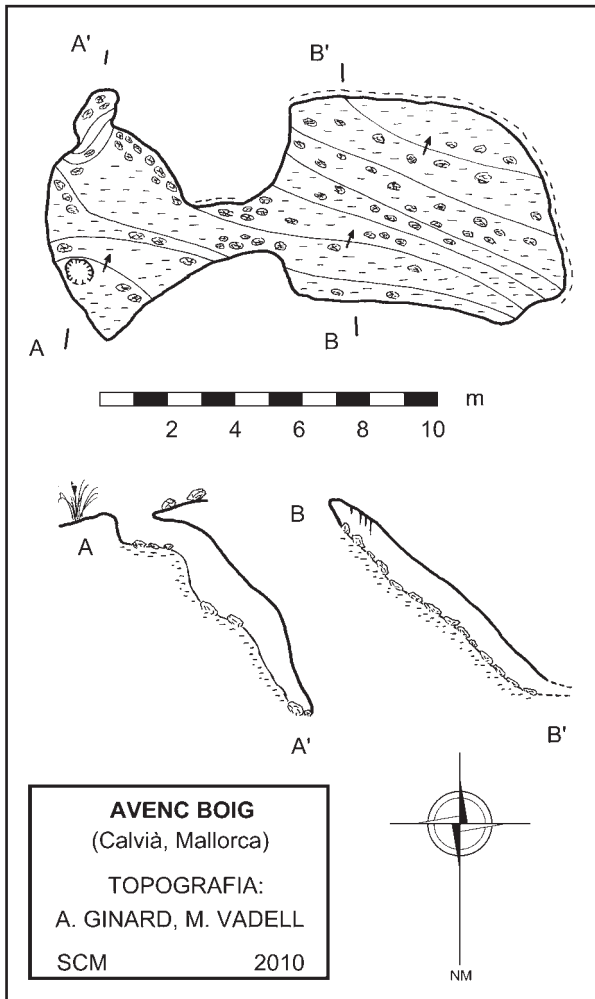 A' B'
A B
m
2 4 6 8 10
A B
A' B'
AVENC BOIG
(Calvià, Mallorca)
TOPOGRAFIA:
A. GINARD, M. VADELL
SCM 2010
NM